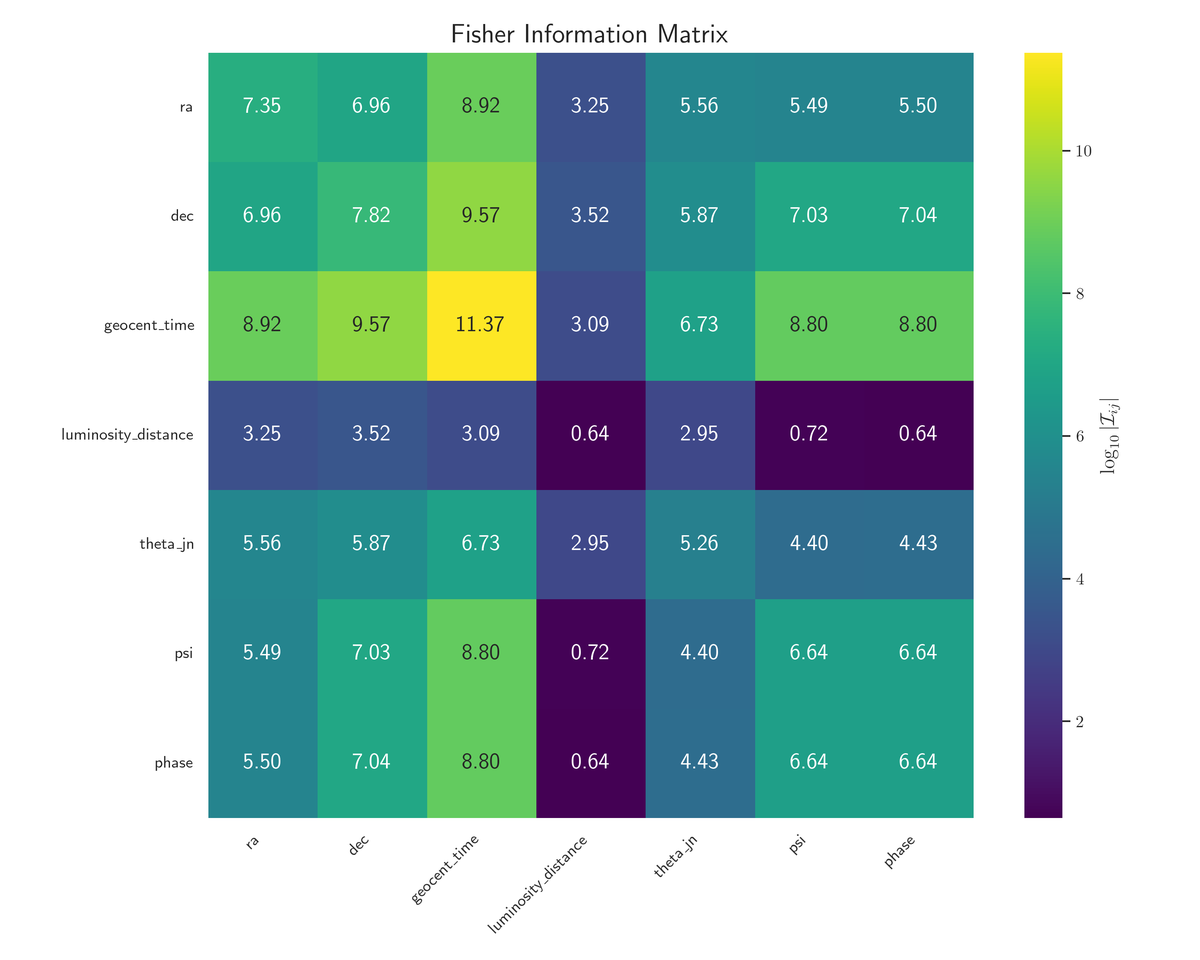 Fisher Information Matrix
ra 7.35 6.96 8.92 3.25 5.56 5.49 5.50
dec 6.96 7.82 9.57 3.52 5.87 7.03 7.04
geocent_time 8.92 9.57 11.37 3.09 6.73 8.80 8.80
luminosity_distance 3.25 3.52 3.09 0.64 2.95 0.72 0.64
theta_jn 5.56 5.87 6.73 2.95 5.26 4.40 4.43
psi 5.49 7.03 8.80 0.72 4.40 6.64 6.64
phase 5.50 7.04 8.80 0.64 4.43 6.64 6.64
ra dec geocent_time luminosity_distance theta_jn psi phase
10
8
6
4
2
log₁₀ |ℐᵢⱼ|